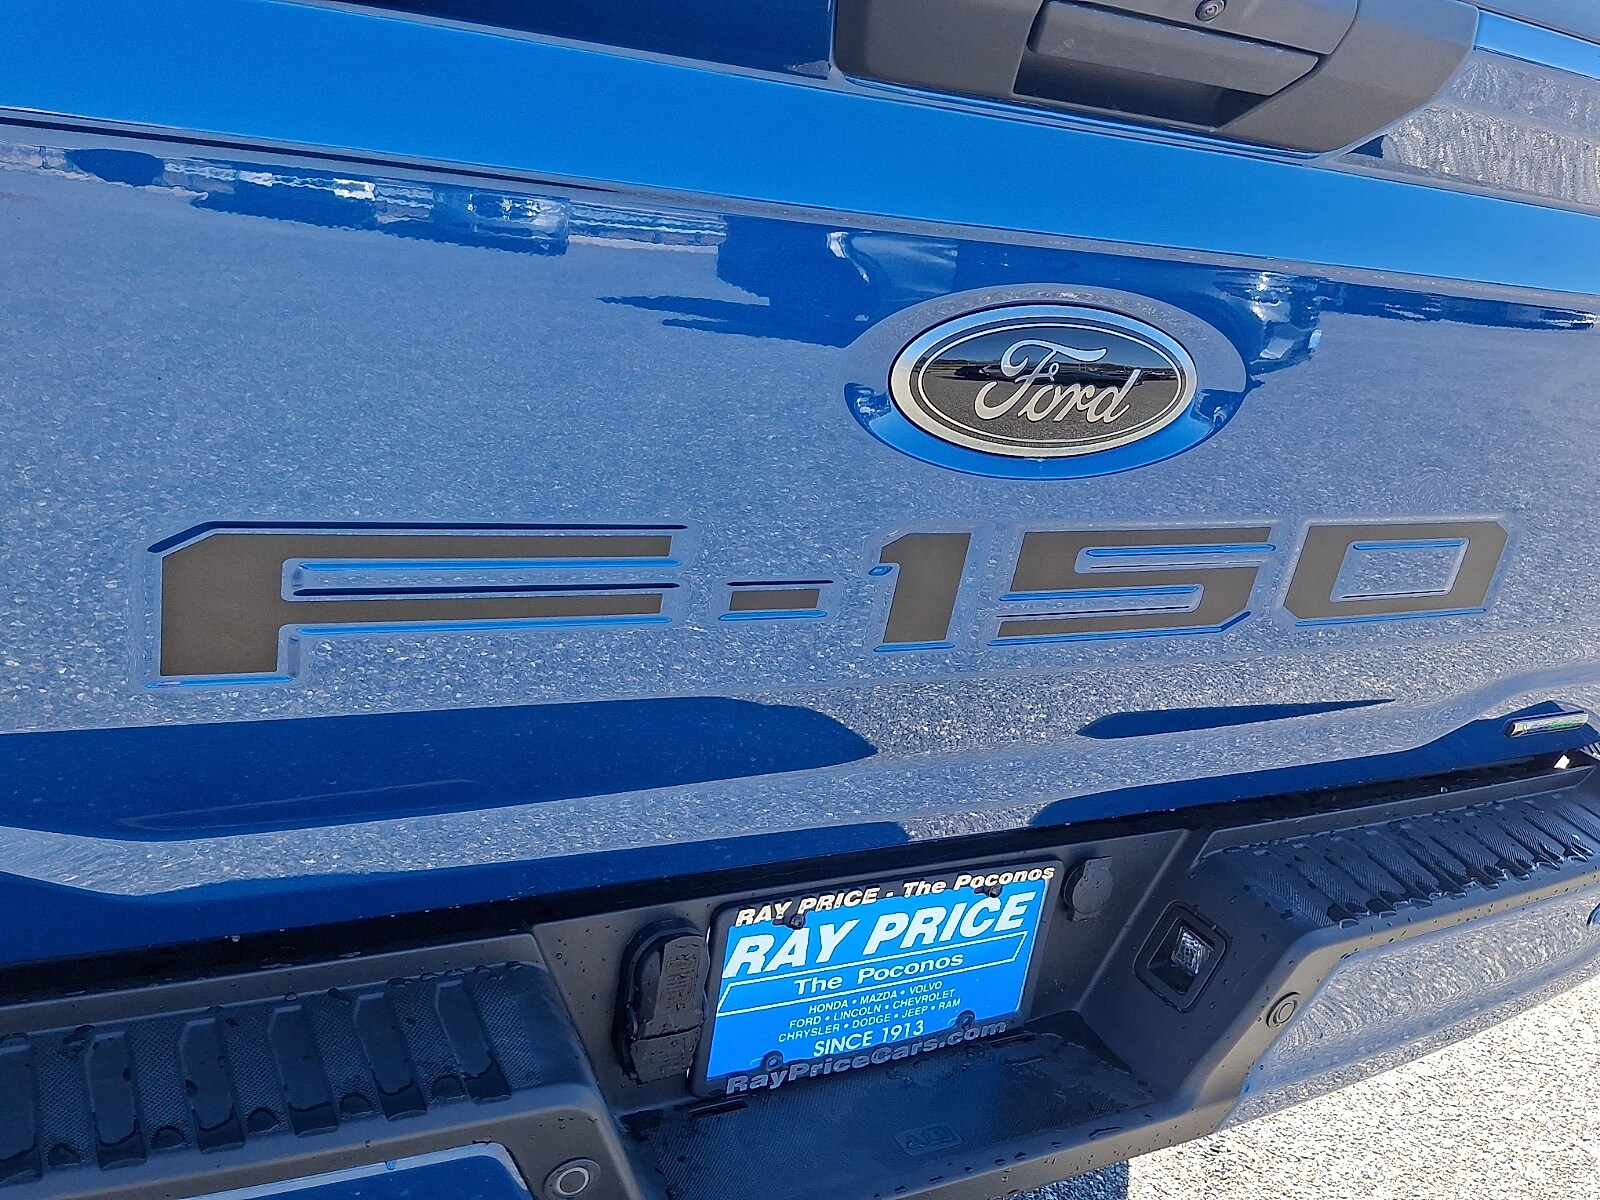 Ford
F-150
RAY PRICE - The Poconos
RAY PRICE
The Poconos
HONDA • MAZDA • VOLVO
FORD • LINCOLN • CHEVROLET
CHRYSLER • DODGE • JEEP • RAM
SINCE 1913
RayPriceCars.com